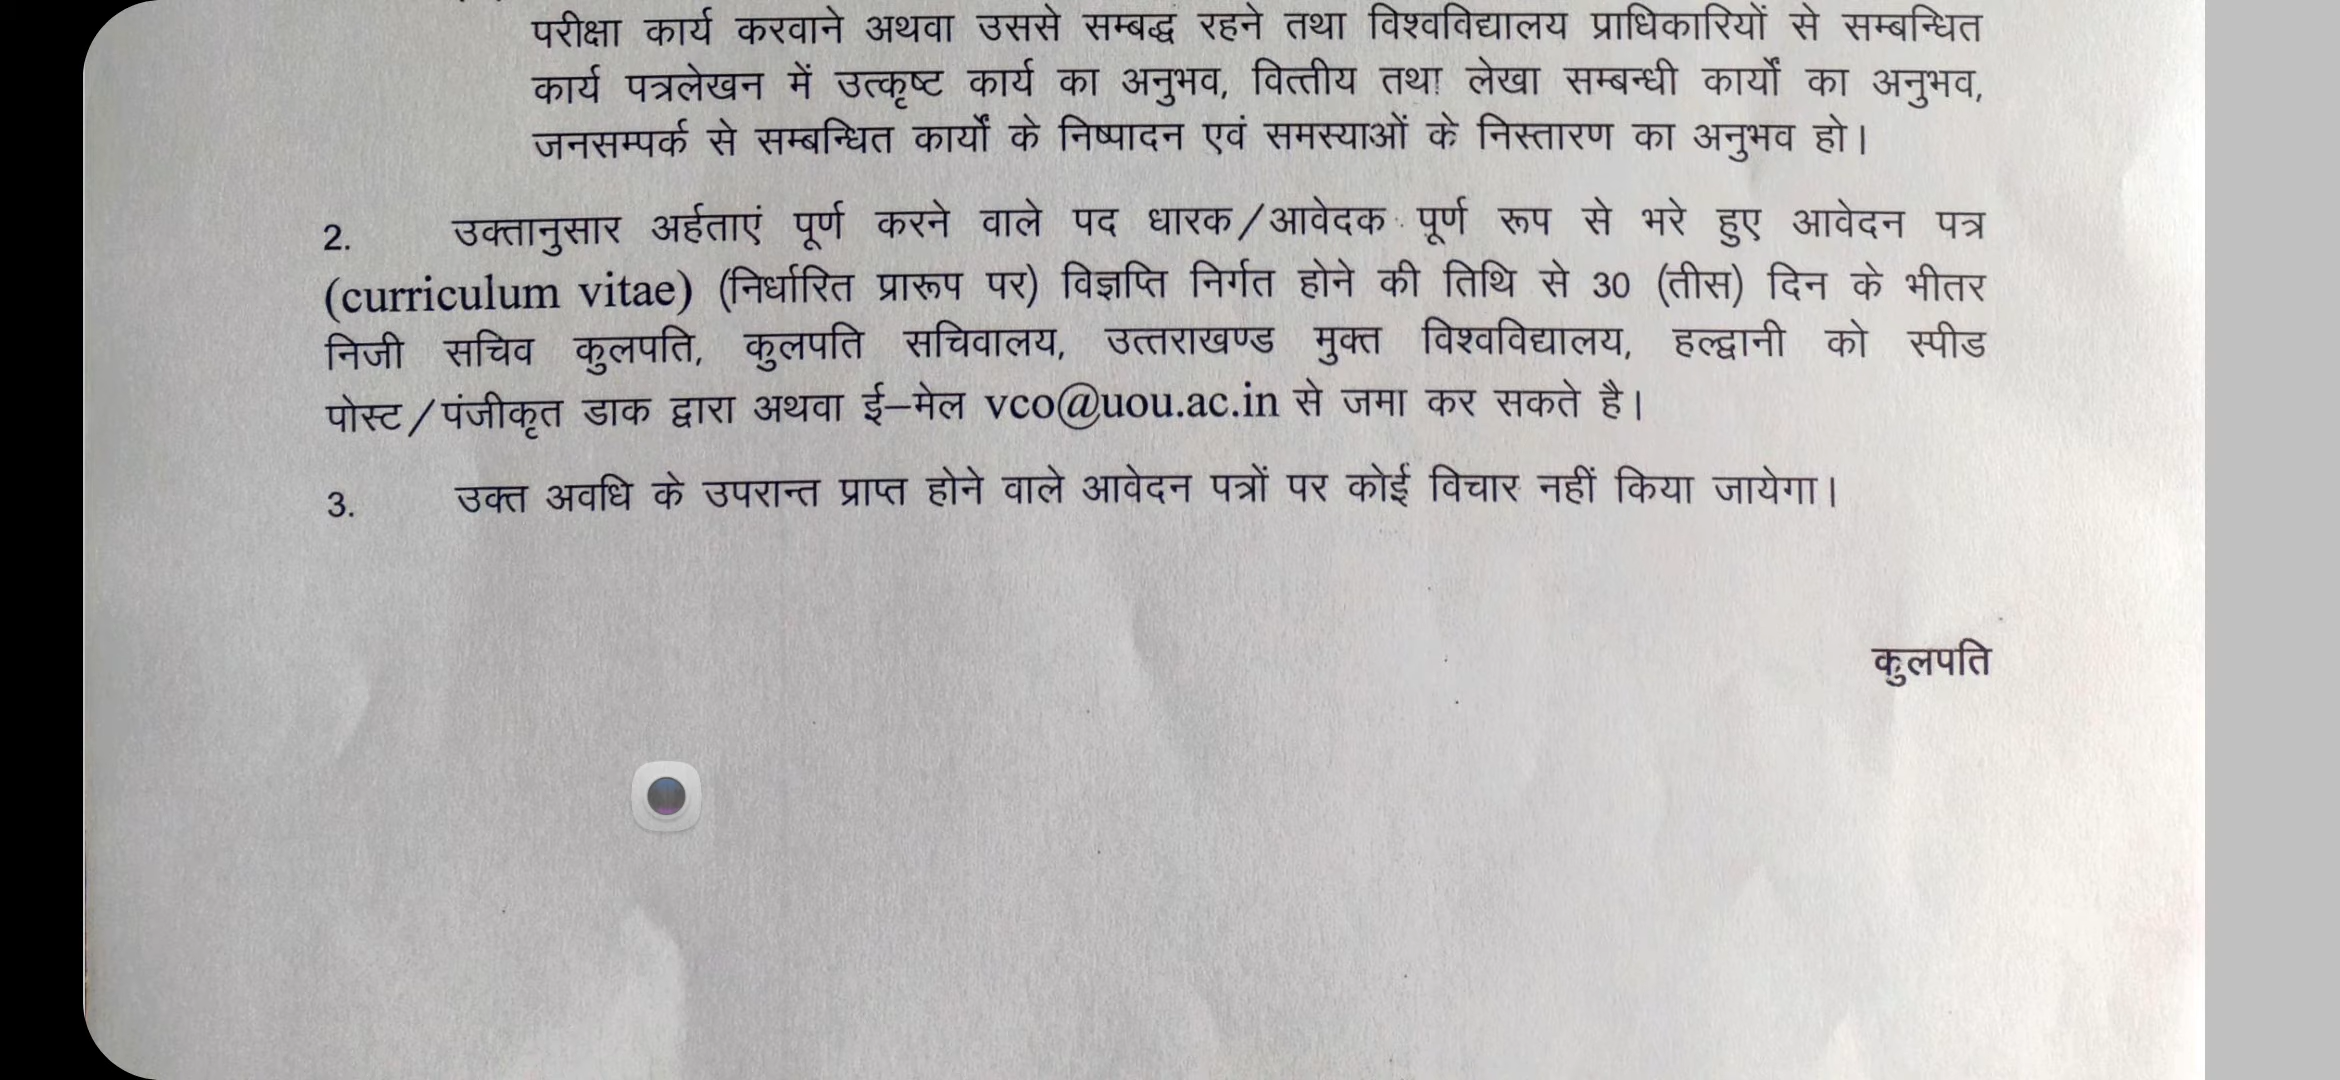 परीक्षा कार्य करवाने अथवा उससे सम्बद्ध रहने तथा विश्वविद्यालय प्राधिकारियों से सम्बन्धित
कार्य पत्रलेखन में उत्कृष्ट कार्य का अनुभव, वित्तीय तथा लेखा सम्बन्धी कार्यों का अनुभव,
जनसम्पर्क से सम्बन्धित कार्यों के निष्पादन एवं समस्याओं के निस्तारण का अनुभव हो।
2. उक्तानुसार अर्हताएं पूर्ण करने वाले पद धारक/आवेदक पूर्ण रूप से भरे हुए आवेदन पत्र
(curriculum vitae) (निर्धारित प्रारूप पर) विज्ञप्ति निर्गत होने की तिथि से 30 (तीस) दिन के भीतर
निजी सचिव कुलपति, कुलपति सचिवालय, उत्तराखण्ड मुक्त विश्वविद्यालय, हल्द्वानी को स्पीड
पोस्ट/पंजीकृत डाक द्वारा अथवा ई–मेल vco@uou.ac.in से जमा कर सकते है।
3. उक्त अवधि के उपरान्त प्राप्त होने वाले आवेदन पत्रों पर कोई विचार नहीं किया जायेगा।
कुलपति